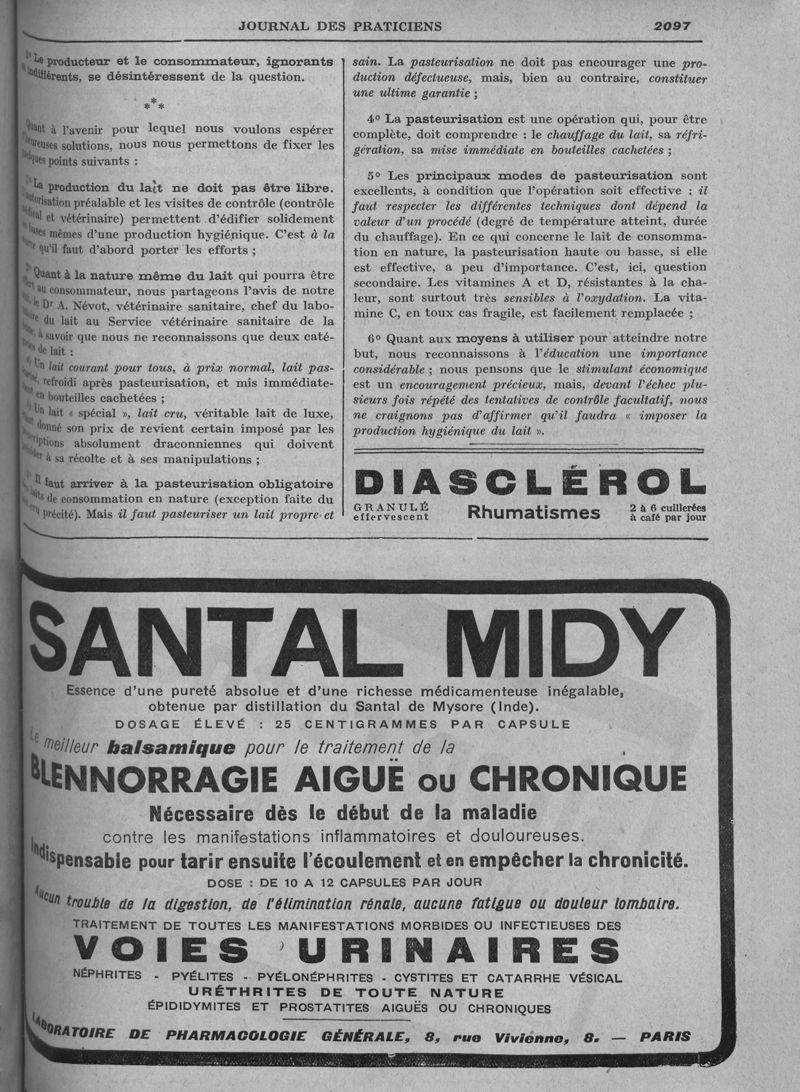 JOURNAL DES PRATICIENS 2097
Le producteur et le consommateur, ignorants
indifférents, se désintéressent de la question.
***
Quant à l'avenir pour lequel nous voulons espérer
heureuses solutions, nous nous permettons de fixer les
quelques points suivants :
La production du lait ne doit pas être libre.
autorisation préalable et les visites de contrôle (contrôle
et vétérinaire) permettent d'édifier solidement
bases mêmes d'une production hygiénique. C'est à la
qu'il faut d'abord porter les efforts ;
Quant à la nature même du lait qui pourra être
au consommateur, nous partageons l'avis de notre
le Dr A. Névot, vétérinaire sanitaire, chef du labo-
du lait au Service vétérinaire sanitaire de la
à savoir que nous ne reconnaissons que deux caté-
de lait :
Un lait courant pour tous, à prix normal, lait pas-
refroidi après pasteurisation, et mis immédiate-
en bouteilles cachetées ;
Un lait « spécial », lait cru, véritable lait de luxe,
donné son prix de revient certain imposé par les
absolument draconniennes qui doivent
à sa récolte et à ses manipulations ;
Il faut arriver à la pasteurisation obligatoire
laits de consommation en nature (exception faite du
cru précité). Mais il faut pasteuriser un lait propre et
sain. La pasteurisation ne doit pas encourager une pro-
duction défectueuse, mais, bien au contraire, constituer
une ultime garantie ;
4o La pasteurisation est une opération qui, pour être
complète, doit comprendre : le chauffage du lait, sa réfri-
gération, sa mise immédiate en bouteilles cachetées ;
5o Les principaux modes de pasteurisation sont
excellents, à condition que l'opération soit effective : il
faut respecter les différentes techniques dont dépend la
valeur d'un procédé (degré de température atteint, durée
du chauffage). En ce qui concerne le lait de consomma-
tion en nature, la pasteurisation haute ou basse, si elle
est effective, a peu d'importance. C'est, ici, question
secondaire. Les vitamines A et D, résistantes à la cha-
leur, sont surtout très sensibles à l'oxydation. La vita-
mine C, en toux cas fragile, est facilement remplacée ;
6o Quant aux moyens à utiliser pour atteindre notre
but, nous reconnaissons à l'éducation une importance
considérable ; nous pensons que le stimulant économique
est un encouragement précieux, mais, devant l'échec plu-
sieurs fois répété des tentatives de contrôle facultatif, nous
ne craignons pas d'affirmer qu'il faudra « imposer la
production hygiénique du lait ».
DIASCLÉROL
GRANULÉ
effervescent
Rhumatismes
2 à 6 cuillerées
à café par jour
SANTAL MIDY
Essence d'une pureté absolue et d'une richesse médicamenteuse inégalable,
obtenue par distillation du Santal de Mysore (Inde).
DOSAGE ÉLEVÉ : 25 CENTIGRAMMES PAR CAPSULE
Le meilleur balsamique pour le traitement de la
BLENNORRAGIE AIGUË OU CHRONIQUE
Nécessaire dès le début de la maladie
contre les manifestations inflammatoires et douloureuses.
Indispensable pour tarir ensuite l'écoulement et en empêcher la chronicité.
DOSE : DE 10 A 12 CAPSULES PAR JOUR
Aucun trouble de la digestion, de l'élimination rénale, aucune fatigue ou douleur lombaire.
TRAITEMENT DE TOUTES LES MANIFESTATIONS MORBIDES OU INFECTIEUSES DES
VOIES URINAIRES
NÉPHRITES - PYÉLITES - PYÉLONÉPHRITES - CYSTITES ET CATARRHE VÉSICAL
URÉTHRITES DE TOUTE NATURE
ÉPIDIDYMITES ET PROSTATITES AIGUËS OU CHRONIQUES
LABORATOIRE DE PHARMACOLOGIE GÉNÉRALE, 8, rue Vivienne, 8. — PARIS